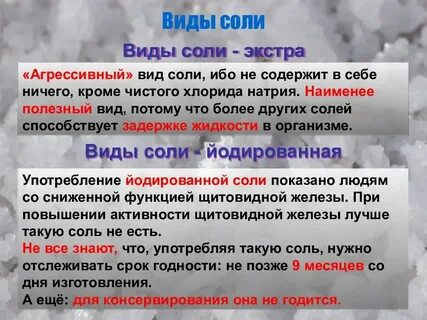 Виды соли
Виды соли - экстра
«Агрессивный» вид соли, ибо не содержит в себе
ничего, кроме чистого хлорида натрия. Наименее
полезный вид, потому что более других солей
способствует задержке жидкости в организме.
Виды соли - йодированная
Употребление йодированной соли показано людям
со сниженной функцией щитовидной железы. При
повышении активности щитовидной железы лучше
такую соль не есть.
Не все знают, что, употребляя такую соль, нужно
отслеживать срок годности: не позже 9 месяцев со
дня изготовления.
А ещё: для консервирования она не годится.